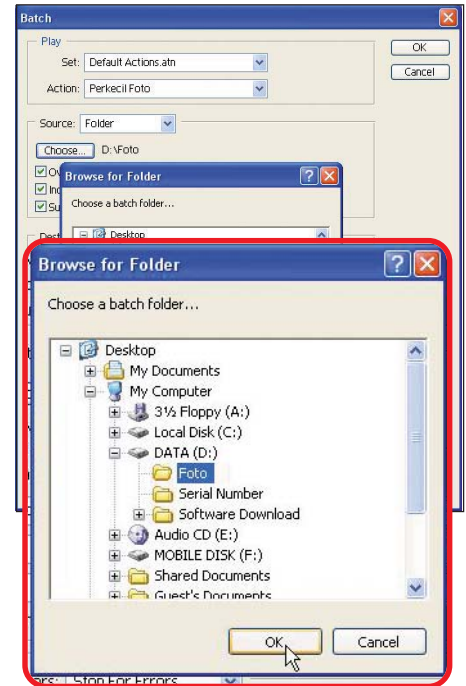 Batch
Play
Set: Default Actions.atn
Action: Perkecil Foto
OK
Cancel
Source: Folder
Choose... D:\Foto
Browse for Folder
Choose a batch folder...
Desktop
Browse for Folder
Choose a batch folder...
Desktop
My Documents
My Computer
3½ Floppy (A:)
Local Disk (C:)
DATA (D:)
Foto
Serial Number
Software Download
Audio CD (E:)
MOBILE DISK (F:)
Shared Documents
Guest's Documents
OK
Cancel
Stop For Errors